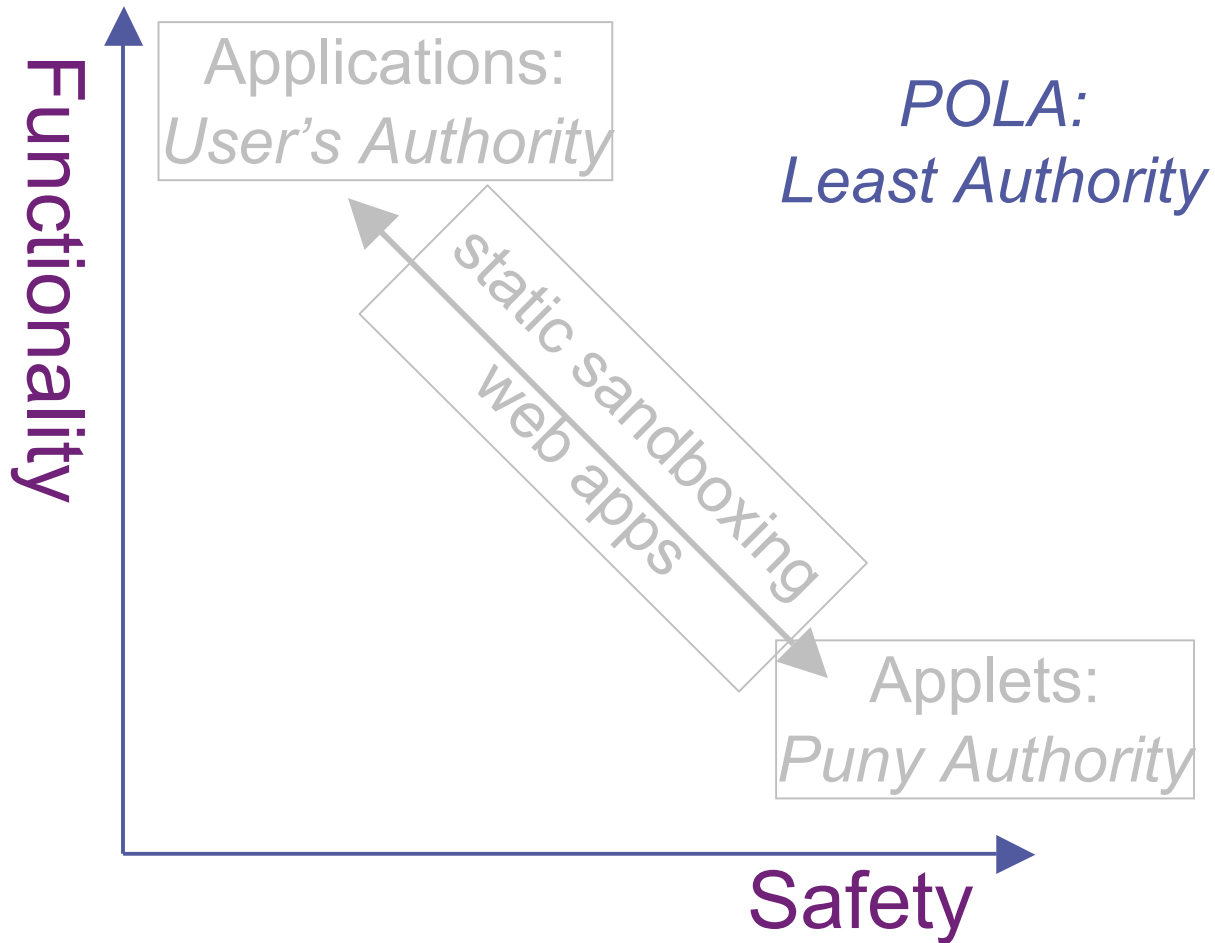 Functionality
Applications:
User's Authority
POLA:
Least Authority
static sandboxing
web apps
Applets:
Puny Authority
Safety